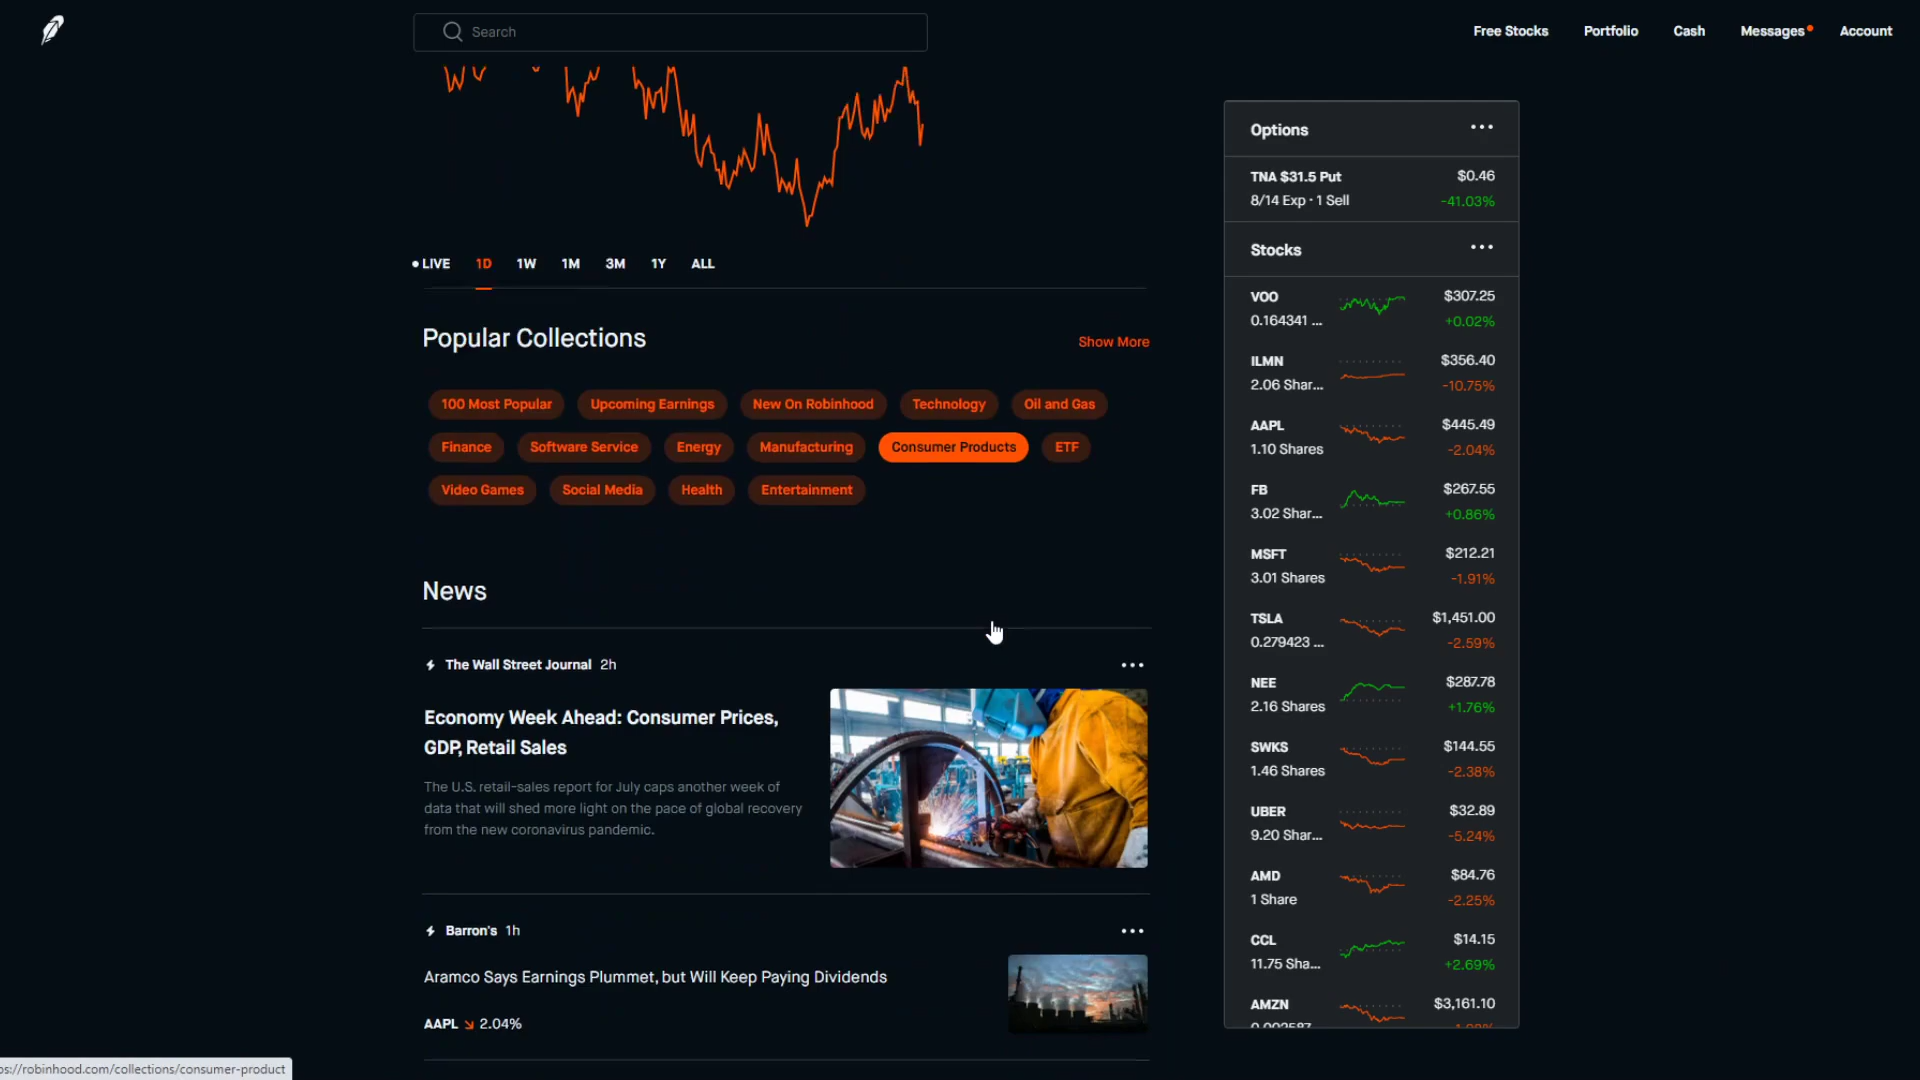 Search
Free Stocks
Portfolio
Cash
Messages
Account
LIVE
1D
1W
1M
3M
1Y
ALL
Popular Collections
Show More
100 Most Popular
Upcoming Earnings
New On Robinhood
Technology
Oil and Gas
Finance
Software Service
Energy
Manufacturing
Consumer Products
ETF
Video Games
Social Media
Health
Entertainment
News
The Wall Street Journal 2h
Economy Week Ahead: Consumer Prices,
GDP, Retail Sales
The U.S. retail-sales report for July caps another week of
data that will shed more light on the pace of global recovery
from the new coronavirus pandemic.
Barron's 1h
Aramco Says Earnings Plummet, but Will Keep Paying Dividends
AAPL 2.04%
Options
TNA $31.5 Put $0.46
8/14 Exp · 1 Sell -41.03%
Stocks
VOO $307.25
0.164341 ... +0.02%
ILMN $356.40
2.06 Shar... -10.75%
AAPL $445.49
1.10 Shares -2.04%
FB $267.55
3.02 Shar... +0.86%
MSFT $212.21
3.01 Shares -1.91%
TSLA $1,451.00
0.279423 ... -2.59%
NEE $287.78
2.16 Shares +1.76%
SWKS $144.55
1.46 Shares -2.38%
UBER $32.89
9.20 Shar... -5.24%
AMD $84.76
1 Share -2.25%
CCL $14.15
11.75 Sha... +2.69%
AMZN $3,161.10
ps://robinhood.com/collections/consumer-product